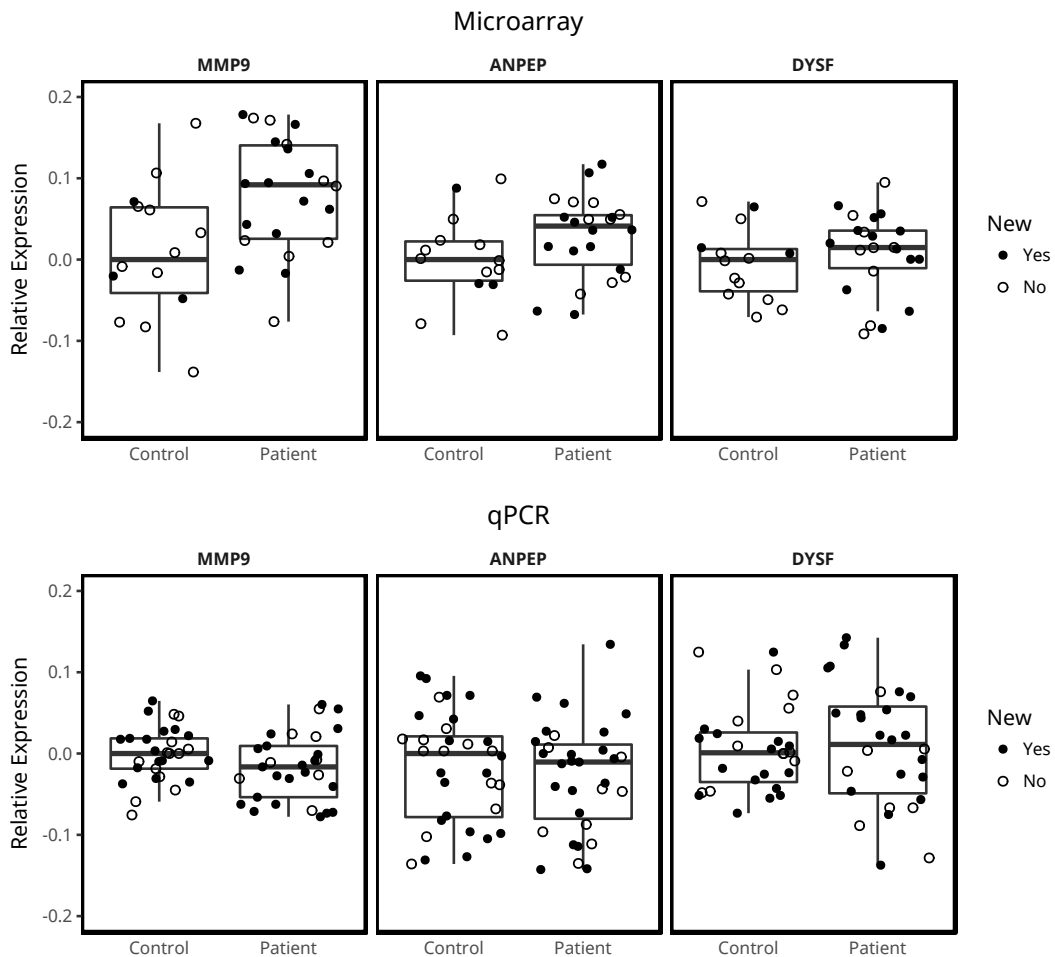 Microarray
MMP9 ANPEP DYSF
Relative Expression
0.2
0.1
0.0
-0.1
-0.2
Control Patient Control Patient Control Patient
New
Yes
No
qPCR
MMP9 ANPEP DYSF
Relative Expression
0.2
0.1
0.0
-0.1
-0.2
Control Patient Control Patient Control Patient
New
Yes
No